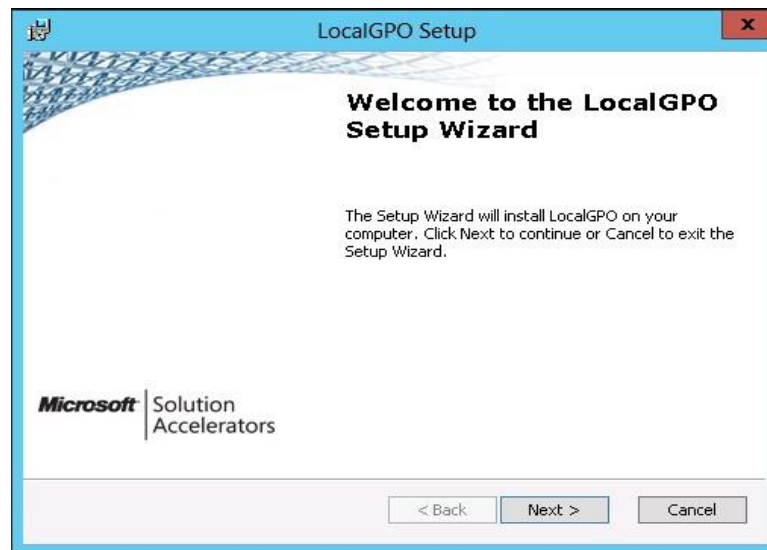 LocalGPO Setup
x
Welcome to the LocalGPO
Setup Wizard
The Setup Wizard will install LocalGPO on your
computer. Click Next to continue or Cancel to exit the
Setup Wizard.
Microsoft Solution
Accelerators
< Back Next > Cancel